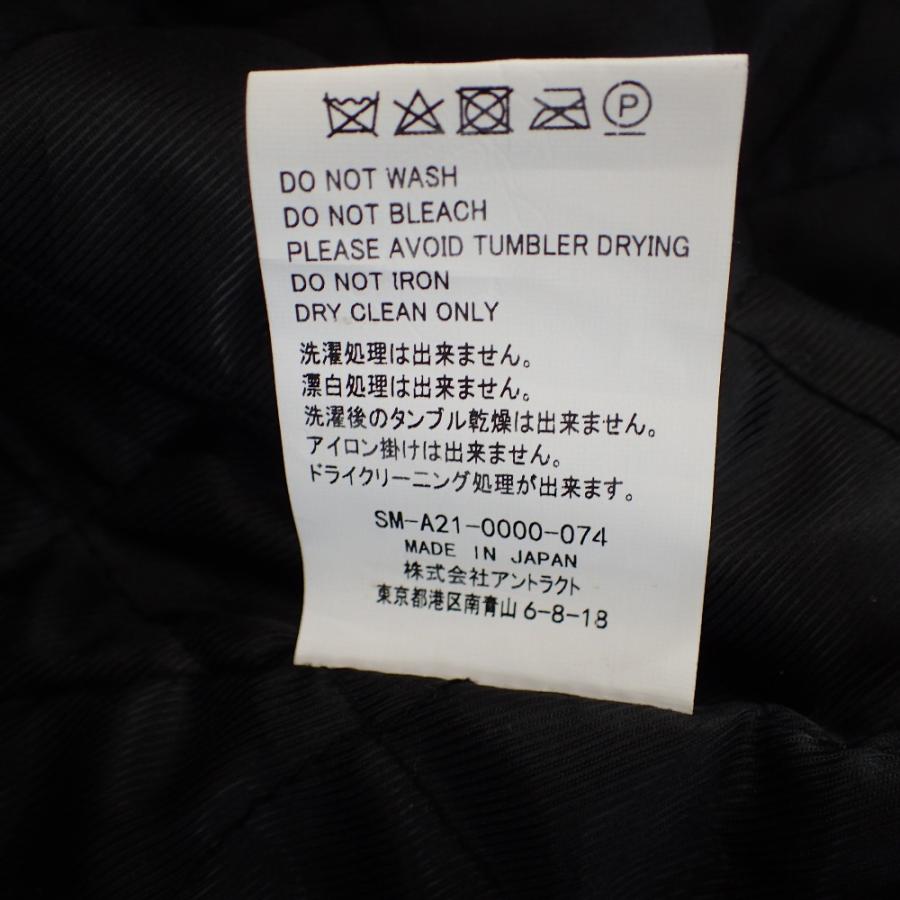 P
DO NOT WASH
DO NOT BLEACH
PLEASE AVOID TUMBLER DRYING
DO NOT IRON
DRY CLEAN ONLY
洗濯処理は出来ません。
漂白処理は出来ません。
洗濯後のタンブル乾燥は出来ません。
アイロン掛けは出来ません。
ドライクリーニング処理が出来ます。
SM-A21-0000-074
MADE IN JAPAN
株式会社アントラクト
東京都港区南青山6-8-18